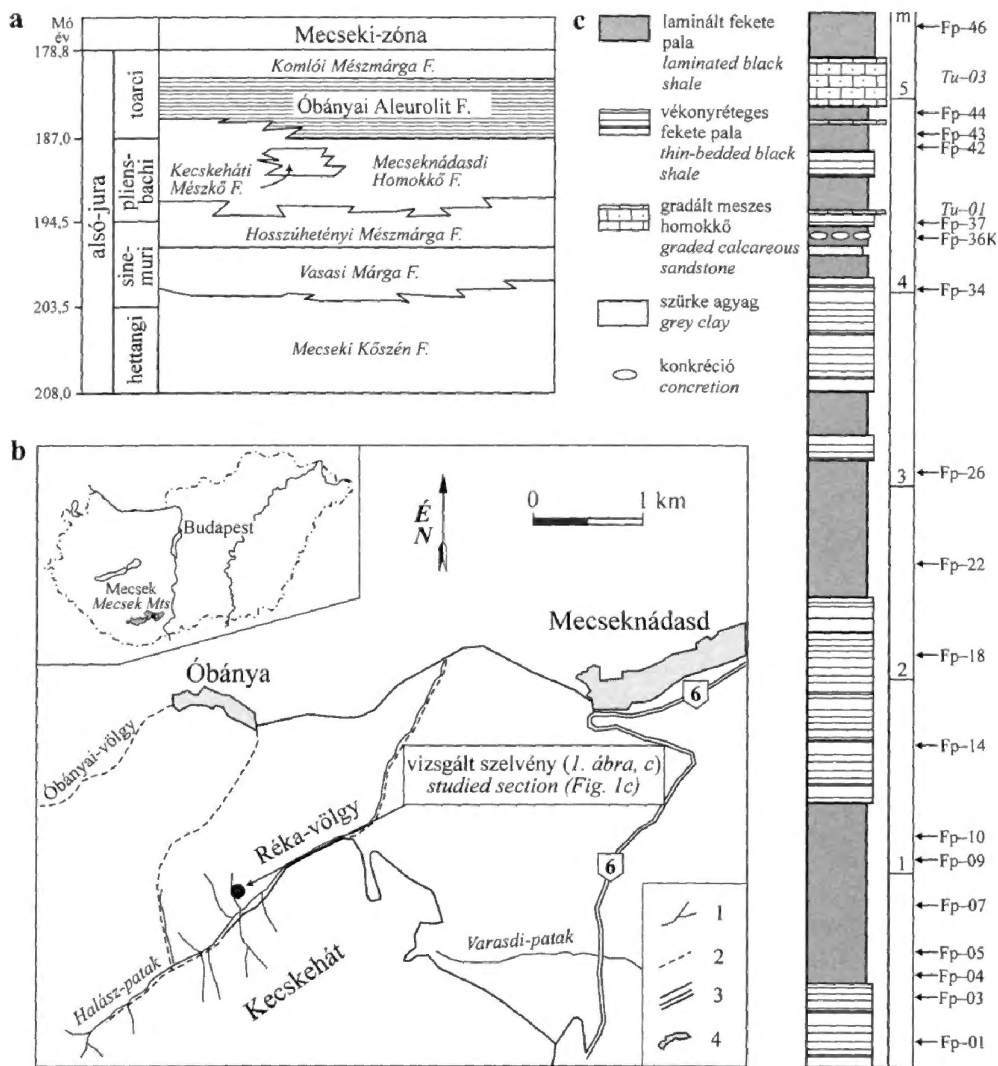 a
Mó
év
Mecseki-zóna
178,8
Komlói Mészmárga F.
toarci
Óbányai Aleurolit F.
187,0
pliens-
bachi
Kecskeháti
Mészkő F.
Mecseknádasdi
Homokkő F.
alsó-jura
194,5
sine-
muri
Hosszúhetényi Mészmárga F.
Vasasi Márga F.
203,5
hettangi
Mecseki Kőszén F.
208,0
b
Budapest
Mecsek
Mecsek Mts
É
N
0 1 km
Mecseknádasd
6
Óbánya
Óbányai-völgy
vizsgált szelvény (1. ábra, c)
studied section (Fig. 1c)
Réka-völgy
6
Kecskehát
Varasdi-patak
Halász-patak
1
2
3
4
c
laminált fekete
pala
laminated black
shale
vékonyréteges
fekete pala
thin-bedded black
shale
gradált meszes
homokkő
graded calcareous
sandstone
szürke agyag
grey clay
konkréció
concretion
m
Fp-46
Tu-03
5
Fp-44
Fp-43
Fp-42
Tu-01
Fp-37
Fp-36K
4
Fp-34
3
Fp-26
Fp-22
Fp-18
2
Fp-14
Fp-10
1
Fp-09
Fp-07
Fp-05
Fp-04
Fp-03
Fp-01